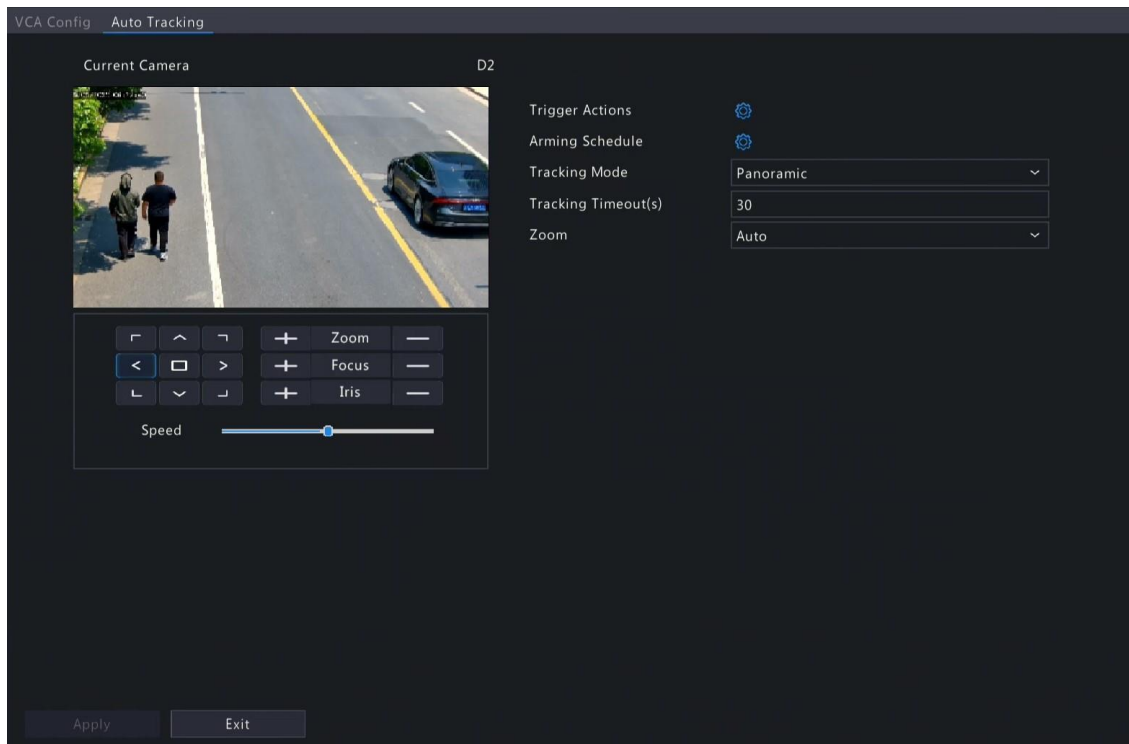 VCA Config Auto Tracking
Current Camera D2
Trigger Actions
Arming Schedule
Tracking Mode Panoramic
Tracking Timeout(s) 30
Zoom Auto
Zoom
Focus
Iris
Speed
Apply Exit